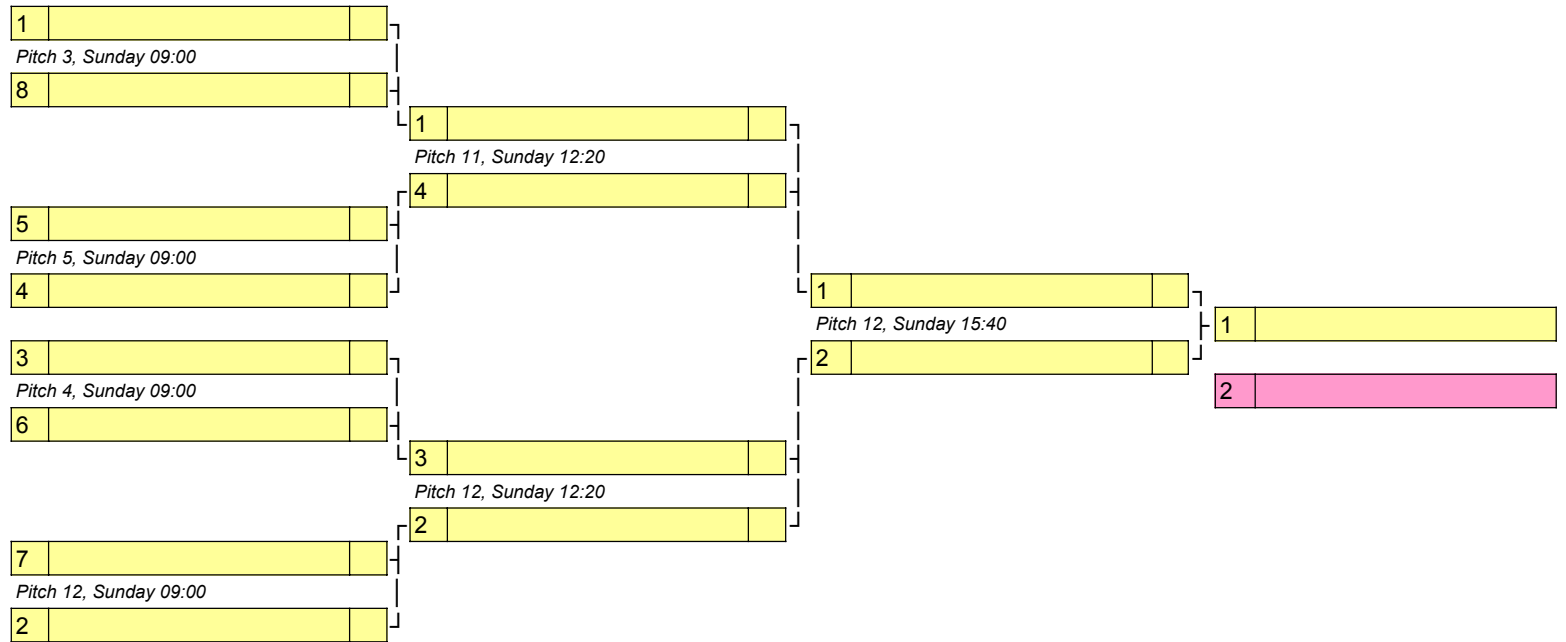 1
Pitch 3, Sunday 09:00
8
1
Pitch 11, Sunday 12:20
4
5
Pitch 5, Sunday 09:00
4
1
Pitch 12, Sunday 15:40
2
1
2
3
Pitch 4, Sunday 09:00
6
3
Pitch 12, Sunday 12:20
2
7
Pitch 12, Sunday 09:00
2